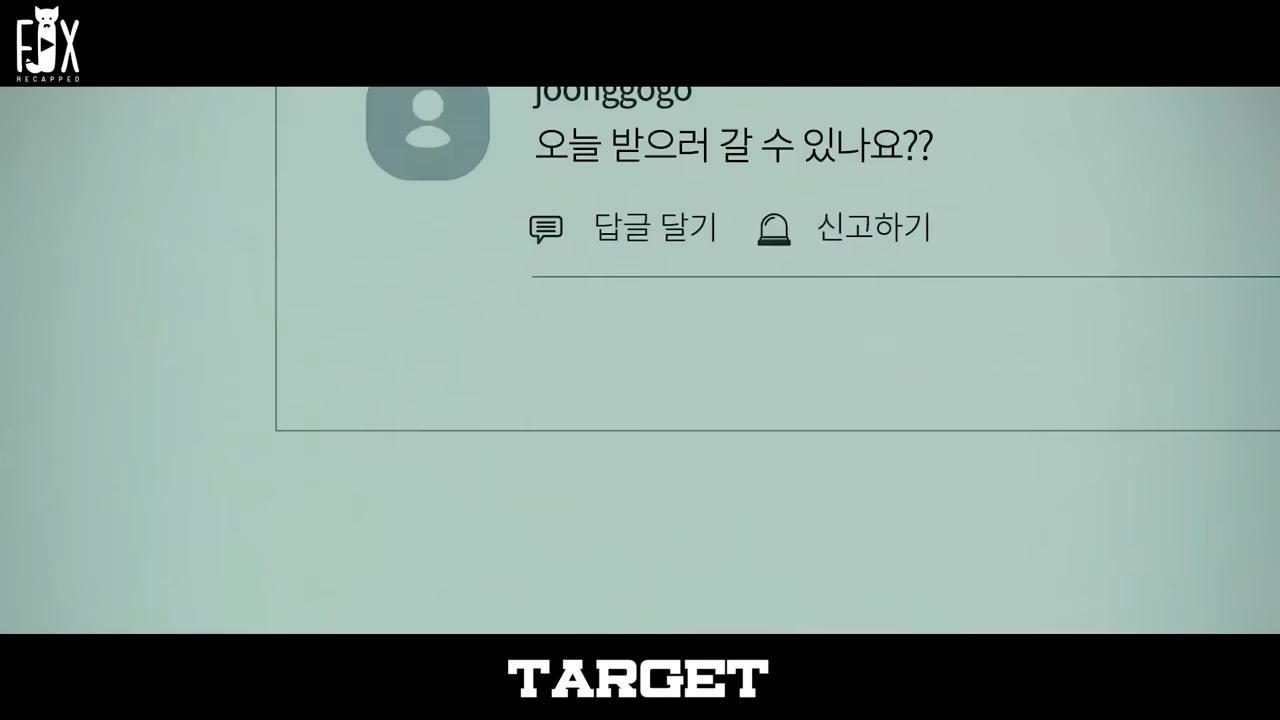 FOX
RECAPPED
joonggogo
오늘 받으러 갈 수 있나요??
답글 달기 신고하기
TARGET